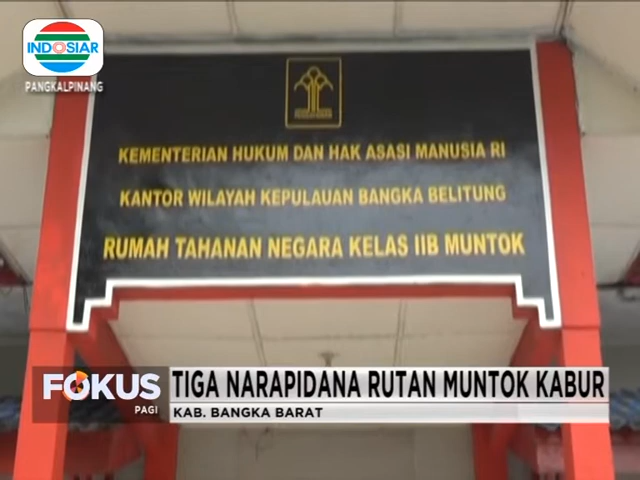 INDOSIAR
PANGKALPINANG
KEMENTERIAN HUKUM DAN HAK ASASI MANUSIA RI
KANTOR WILAYAH KEPULAUAN BANGKA BELITUNG
RUMAH TAHANAN NEGARA KELAS IIB MUNTOK
FOKUS
PAGI
TIGA NARAPIDANA RUTAN MUNTOK KABUR
KAB. BANGKA BARAT